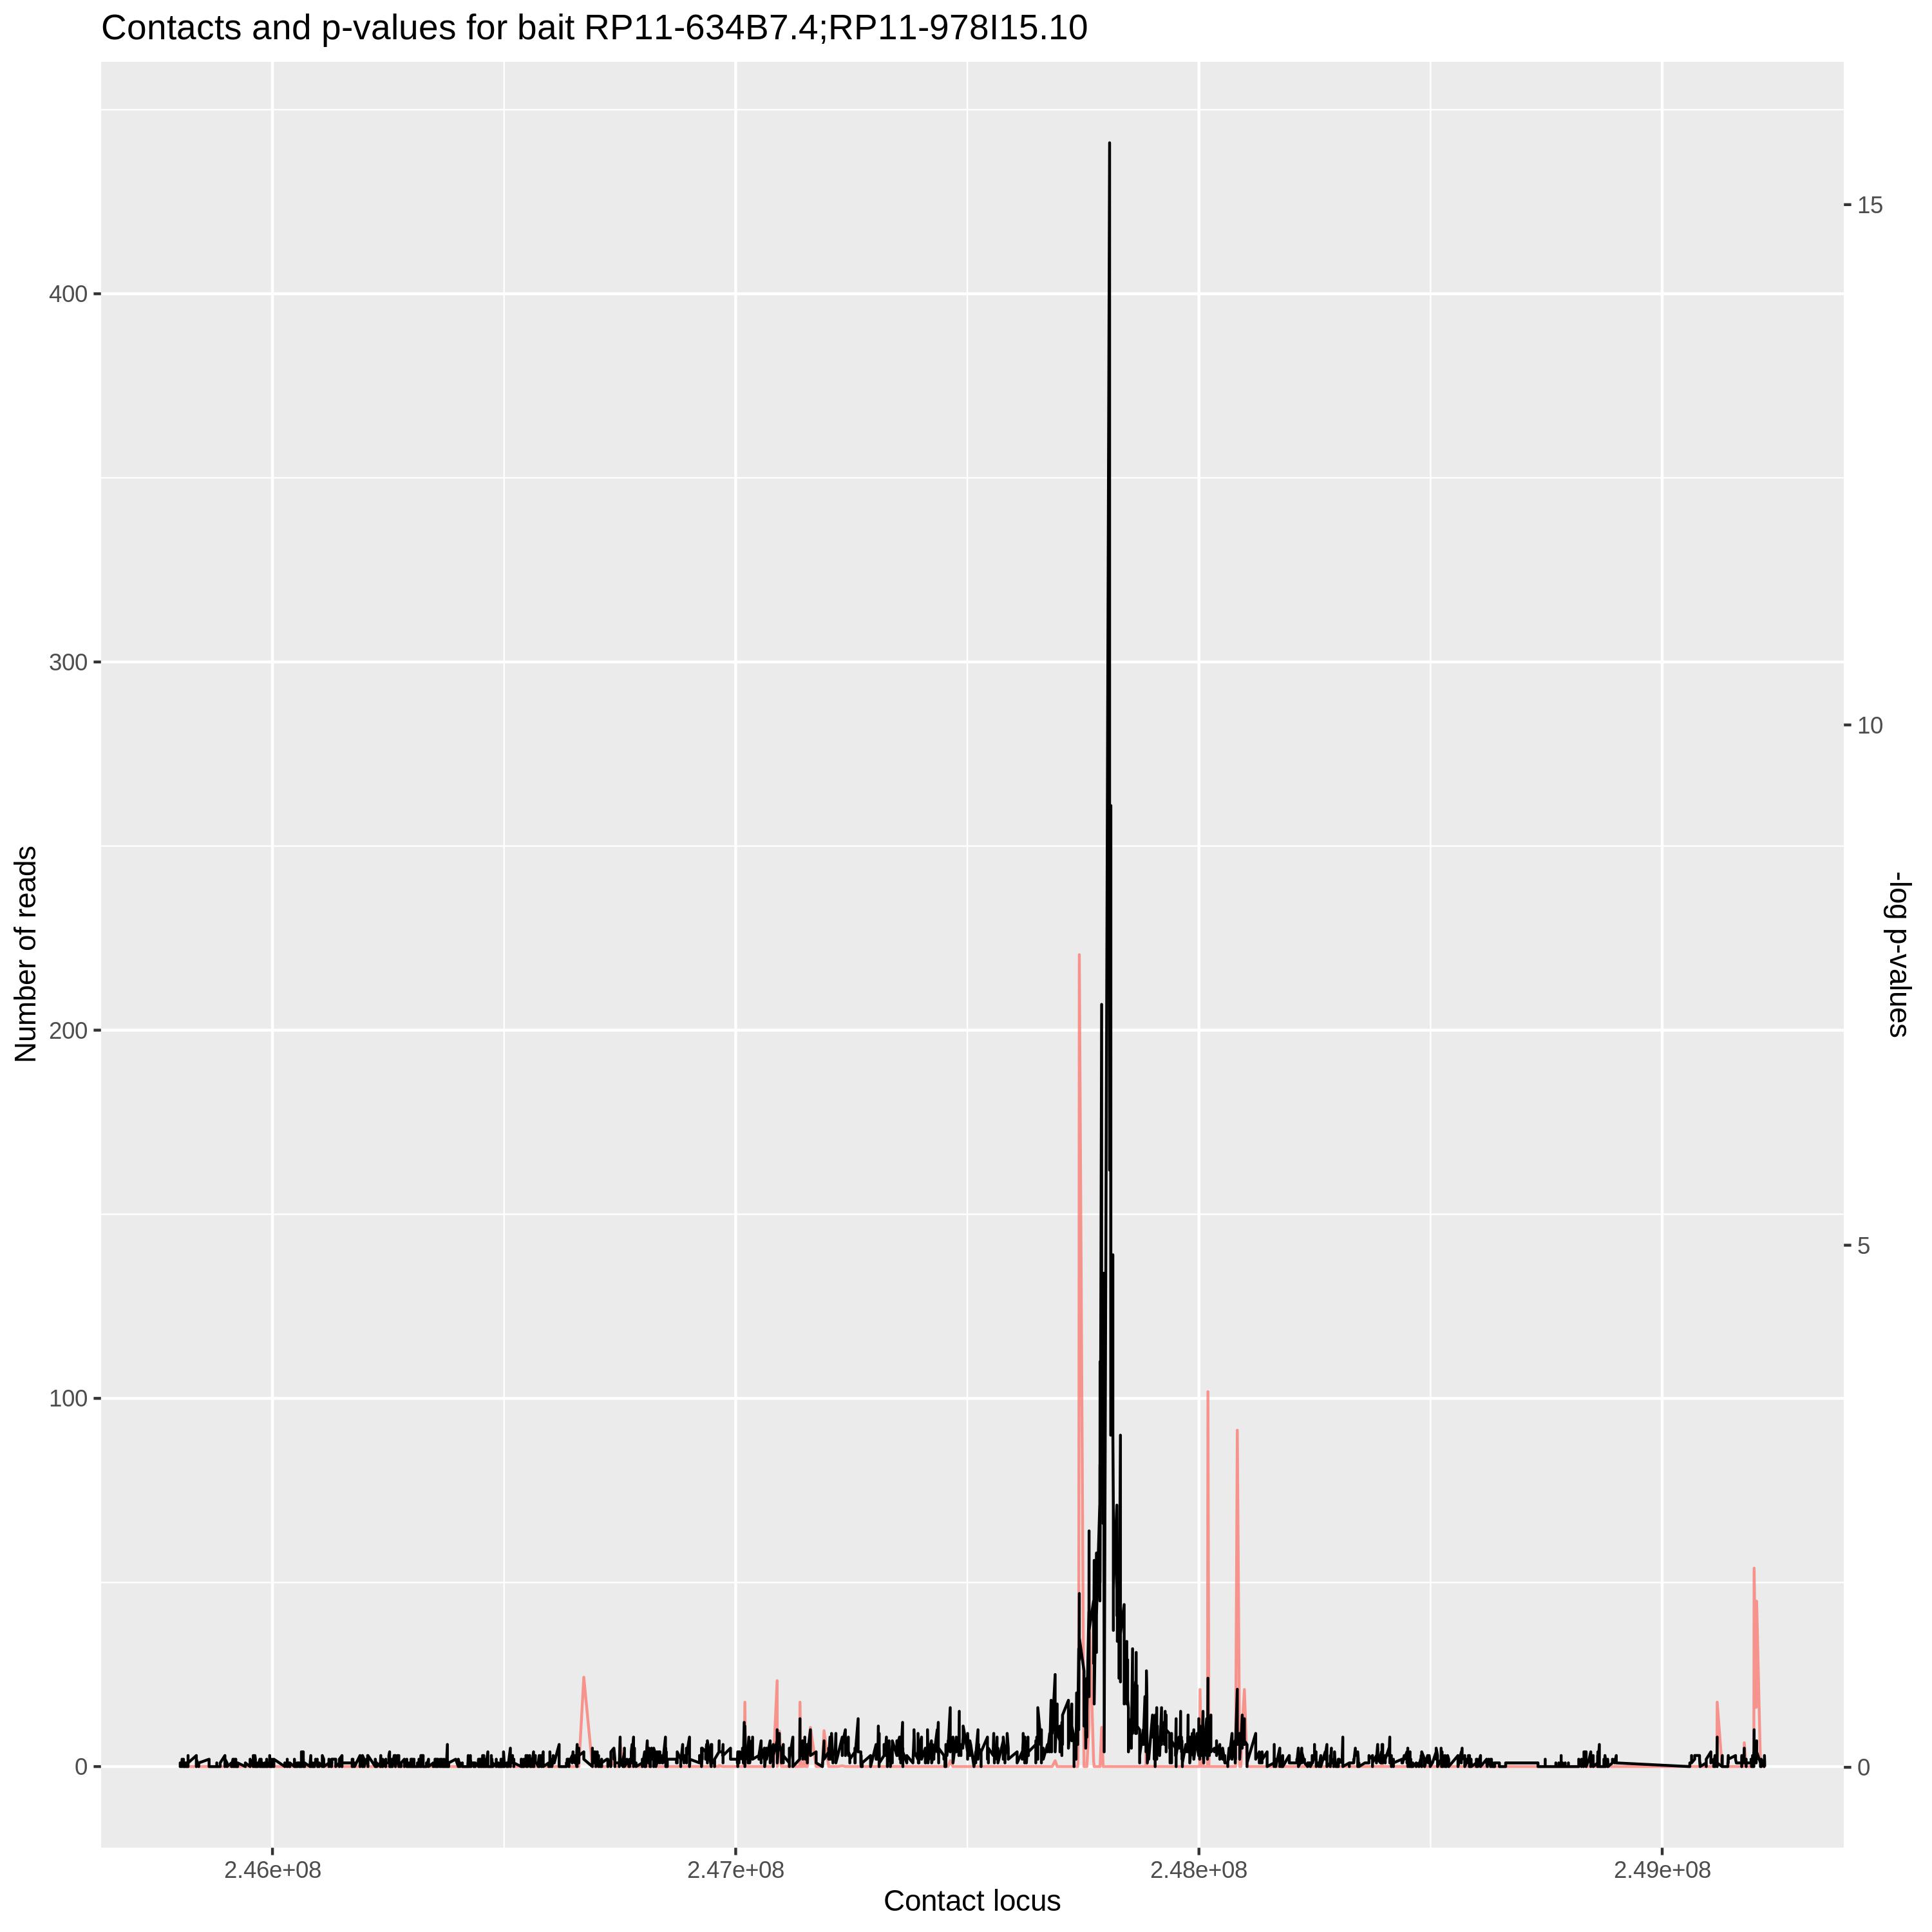 Contacts and p-values for bait RP11-634B7.4;RP11-978I15.10
Number of reads
400
300
200
100
0
15
10
5
0
-log p-values
2.46e+08
2.47e+08
2.48e+08
2.49e+08
Contact locus